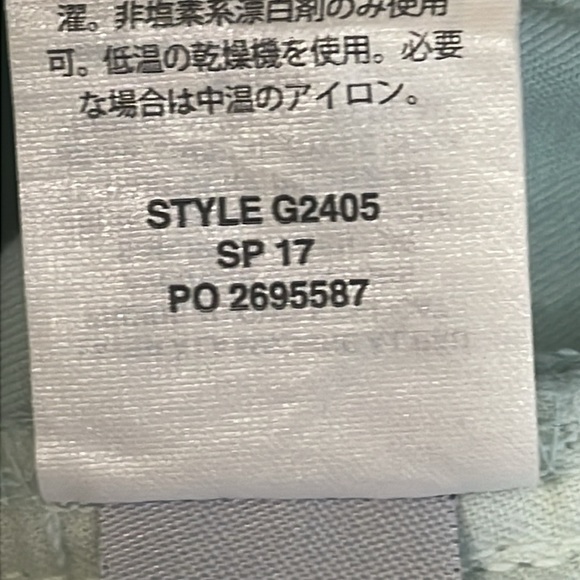 濯。非塩素系漂白剤のみ使用
可。低温の乾燥機を使用。必要
な場合は中温のアイロン。
STYLE G2405
SP 17
PO 2695587